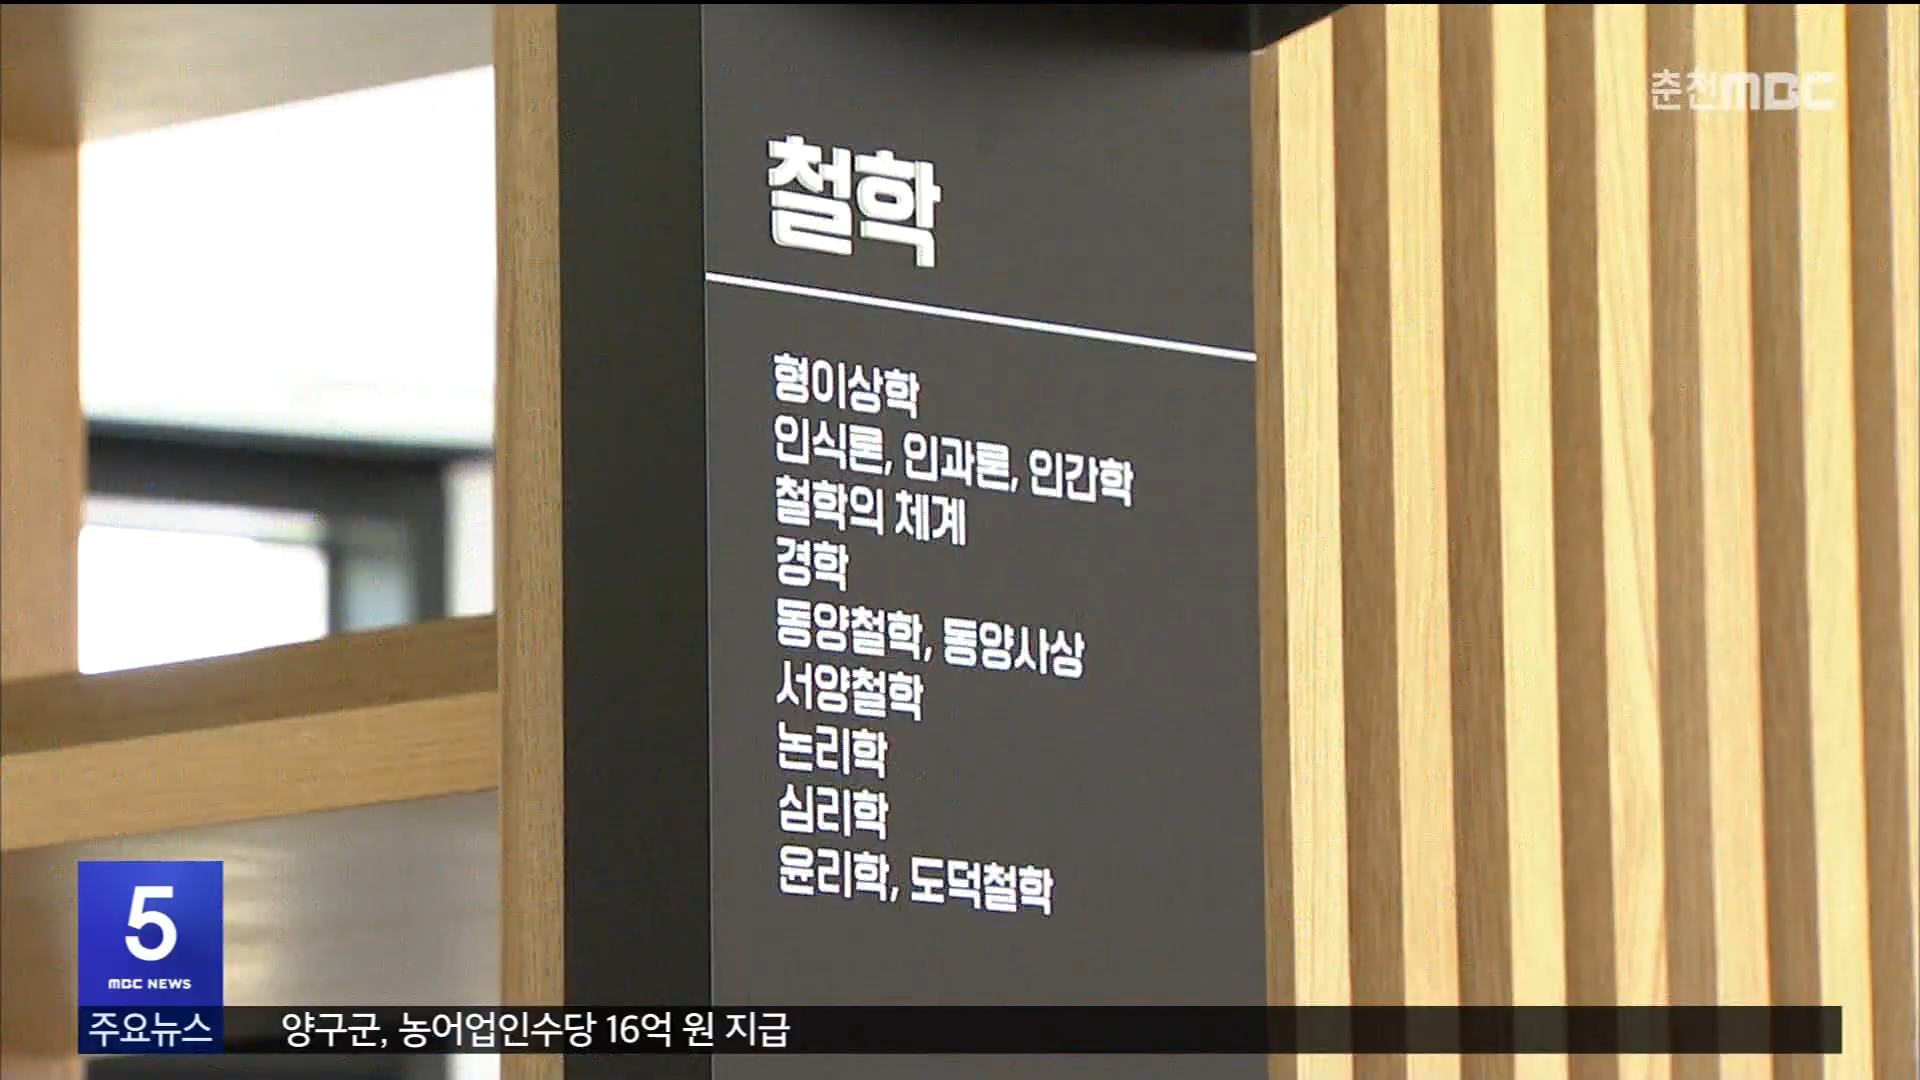 춘천MBC
철학
형이상학
인식론, 인과론, 인간학
철학의 체계
경학
동양철학, 동양사상
서양철학
논리학
심리학
윤리학, 도덕철학
5
MBC NEWS
주요뉴스
양구군, 농어업인수당 16억 원 지급